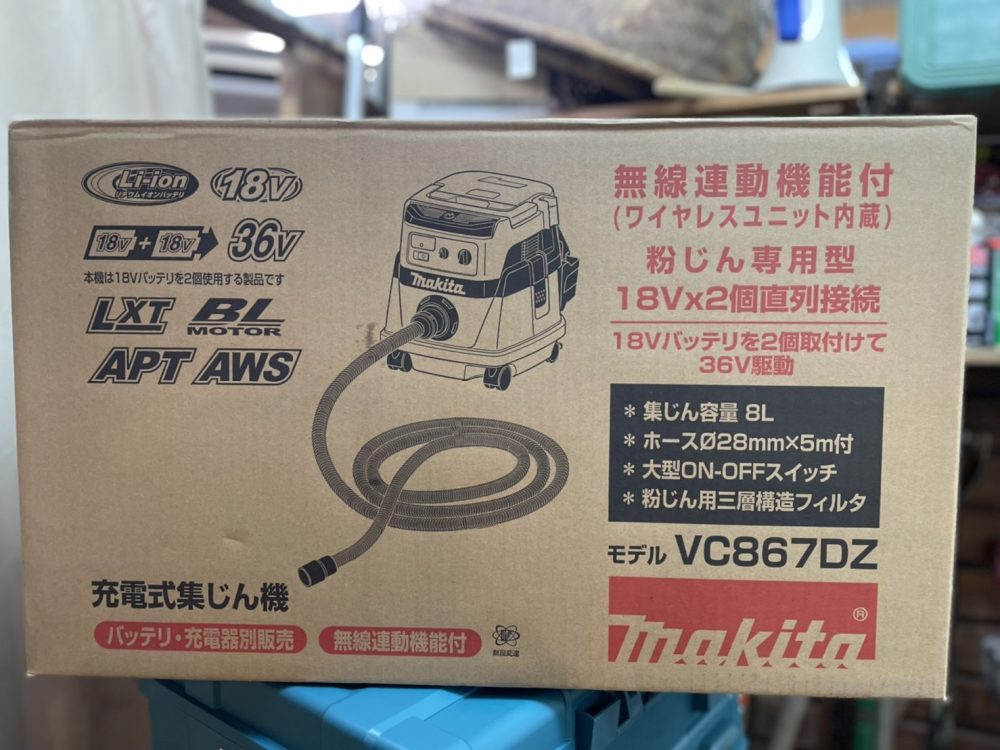 Li-ion
リチウムイオンバッテリ
18V
18V + 18V
36V
本機は18Vバッテリを2個使用する製品です
LXT
BL
MOTOR
APT AWS
makita
無線連動機能付
(ワイヤレスユニット内蔵)
粉じん専用型
18Vx2個直列接続
18Vバッテリを2個取付けて
36V駆動
* 集じん容量 8L
* ホースØ28mm×5m付
* 大型ON-OFFスイッチ
* 粉じん用三層構造フィルタ
モデル VC867DZ
makita®
充電式集じん機
バッテリ・充電器別販売
無線連動機能付